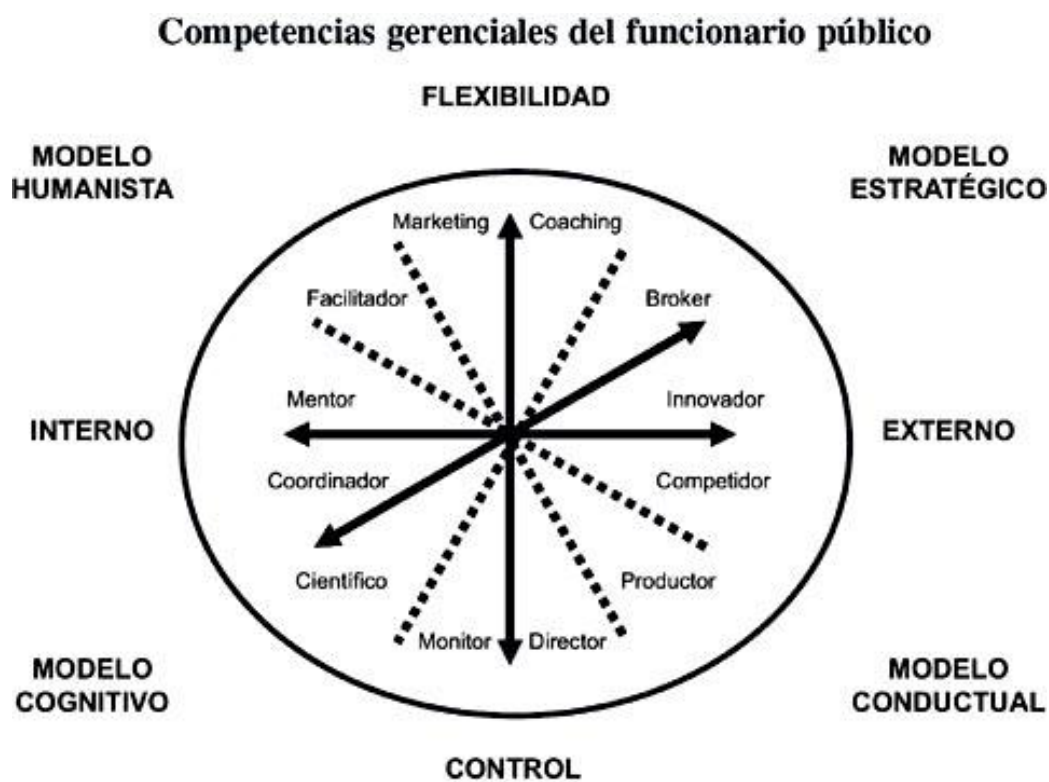 Competencias gerenciales del funcionario público
FLEXIBILIDAD
MODELO
HUMANISTA
MODELO
ESTRATÉGICO
Marketing
Coaching
Facilitador
Broker
Mentor
Innovador
INTERNO
EXTERNO
Coordinador
Competidor
Científico
Productor
Monitor
Director
MODELO
COGNITIVO
MODELO
CONDUCTUAL
CONTROL